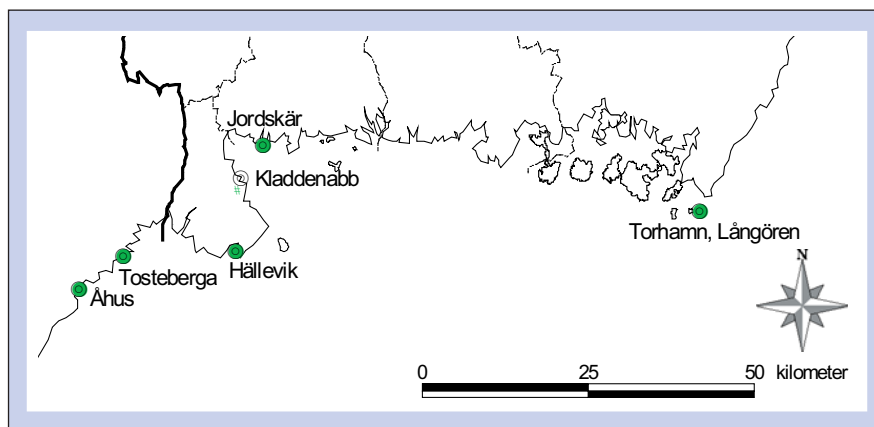 Jordskär
Kladdenabb
Torhamn, Långören
Hällevik
Tosteberga
Åhus
N
0 25 50 kilometer